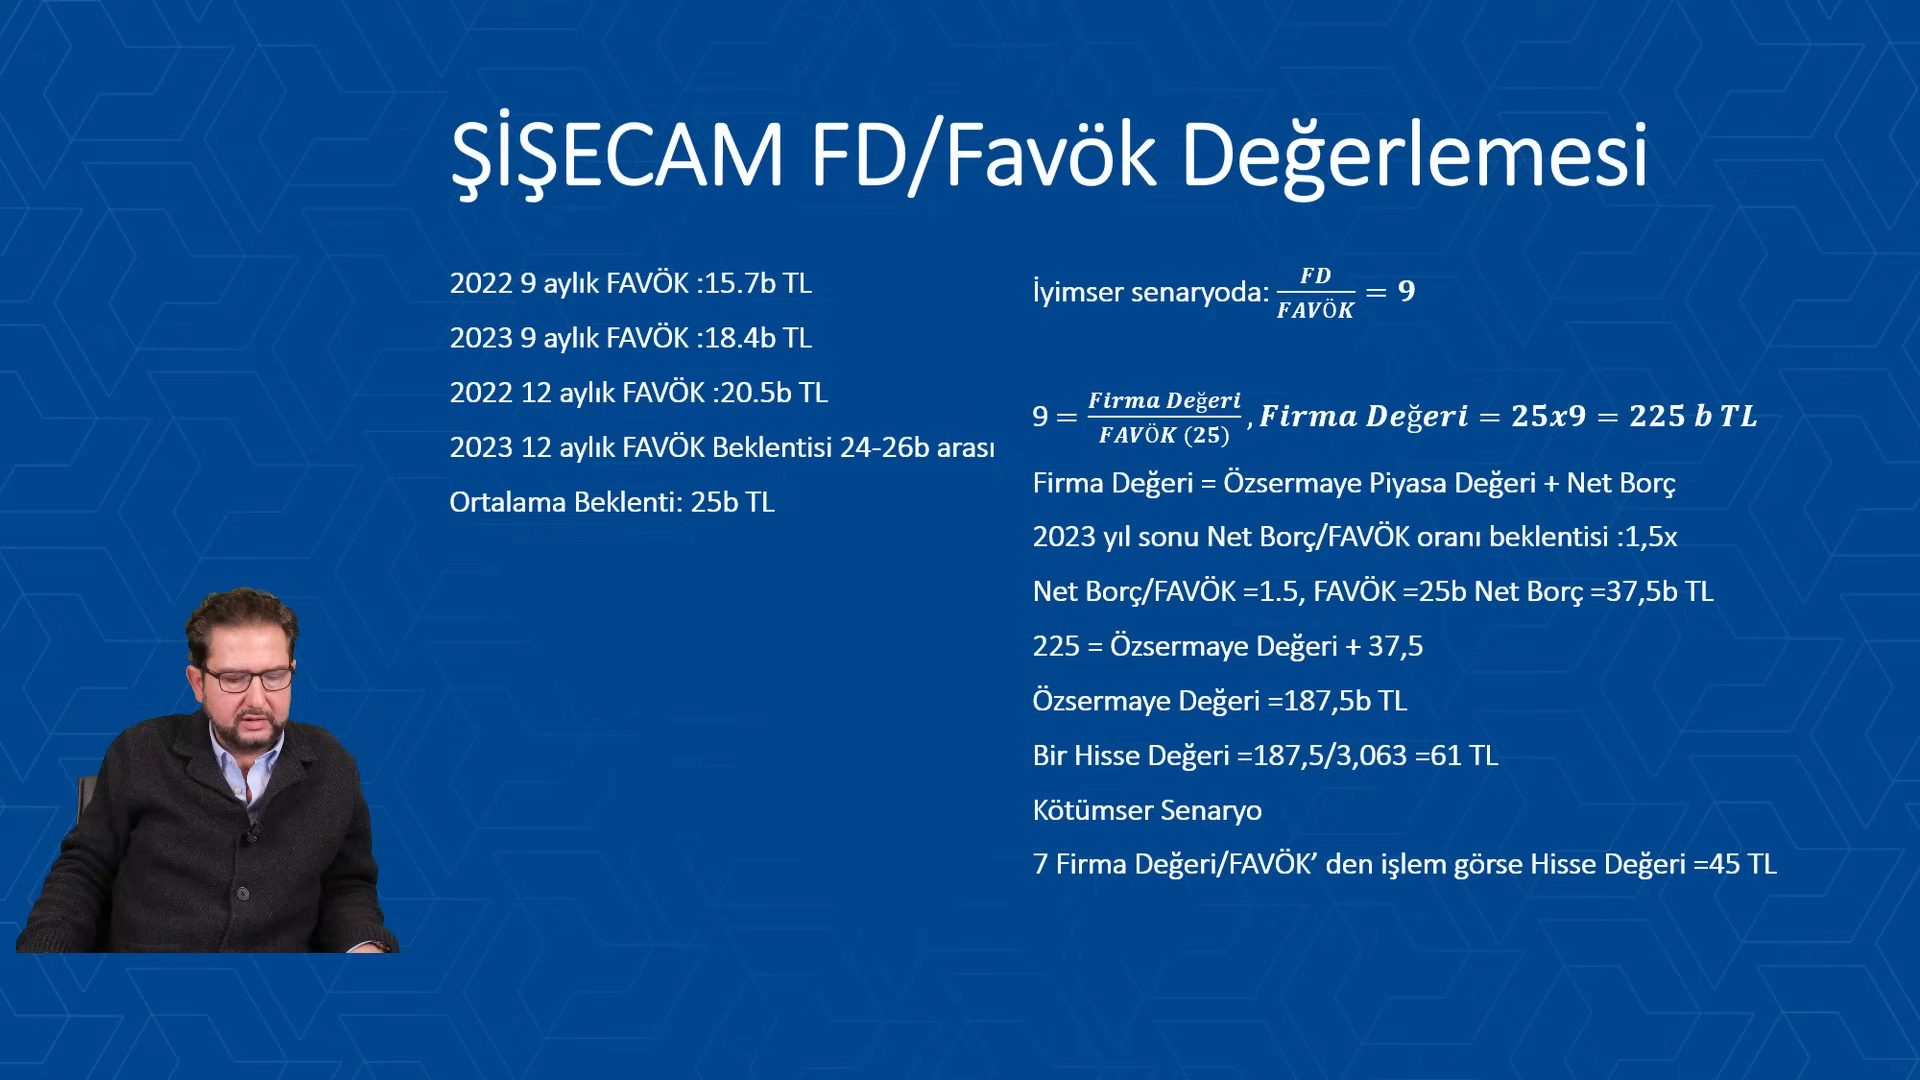 ŞİŞECAM FD/Favök Değerlemesi
2022 9 aylık FAVÖK :15.7b TL
2023 9 aylık FAVÖK :18.4b TL
2022 12 aylık FAVÖK :20.5b TL
2023 12 aylık FAVÖK Beklentisi 24-26b arası
Ortalama Beklenti: 25b TL
İyimser senaryoda: FD/FAVÖK = 9
9 = Firma Değeri/FAVÖK (25) , Firma Değeri = 25x9 = 225 b TL
Firma Değeri = Özsermaye Piyasa Değeri + Net Borç
2023 yıl sonu Net Borç/FAVÖK oranı beklentisi :1,5x
Net Borç/FAVÖK =1.5, FAVÖK =25b Net Borç =37,5b TL
225 = Özsermaye Değeri + 37,5
Özsermaye Değeri =187,5b TL
Bir Hisse Değeri =187,5/3,063 =61 TL
Kötümser Senaryo
7 Firma Değeri/FAVÖK’ den işlem görse Hisse Değeri =45 TL